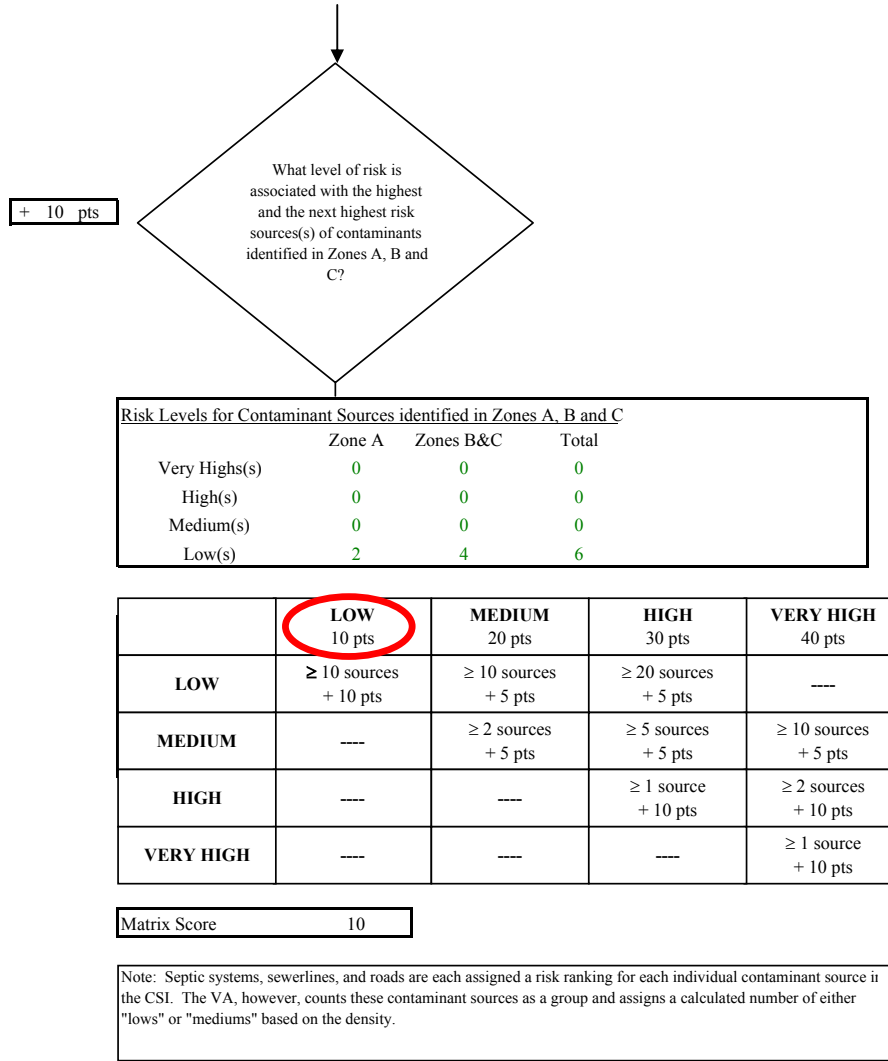 What level of risk is
associated with the highest
and the next highest risk
sources(s) of contaminants
identified in Zones A, B and
C?
+ 10 pts
Risk Levels for Contaminant Sources identified in Zones A, B and C
Zone A Zones B&C Total
Very Highs(s) 0 0 0
High(s) 0 0 0
Medium(s) 0 0 0
Low(s) 2 4 6
LOW MEDIUM HIGH VERY HIGH
10 pts 20 pts 30 pts 40 pts
LOW ≥ 10 sources ≥ 10 sources ≥ 20 sources ----
+ 10 pts + 5 pts + 5 pts
MEDIUM ---- ≥ 2 sources ≥ 5 sources ≥ 10 sources
+ 5 pts + 5 pts + 5 pts
HIGH ---- ---- ≥ 1 source ≥ 2 sources
+ 10 pts + 10 pts
VERY HIGH ---- ---- ---- ≥ 1 source
+ 10 pts
Matrix Score 10
Note: Septic systems, sewerlines, and roads are each assigned a risk ranking for each individual contaminant source in
the CSI. The VA, however, counts these contaminant sources as a group and assigns a calculated number of either
"lows" or "mediums" based on the density.